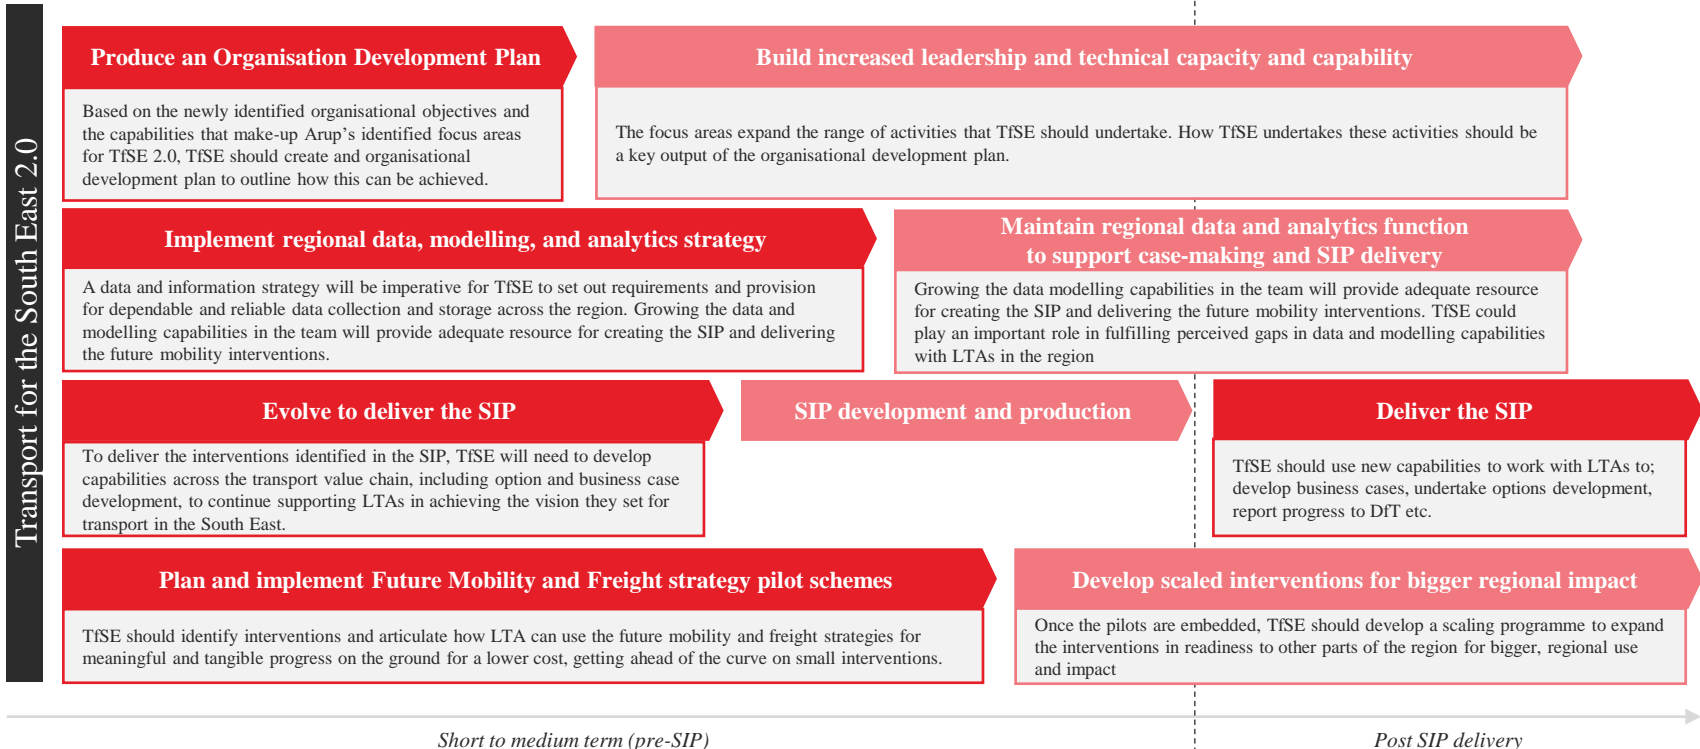 Transport for the South East 2.0
Produce an Organisation Development Plan
Based on the newly identified organisational objectives and
the capabilities that make-up Arup's identified focus areas
for TfSE 2.0, TfSE should create and organisational
development plan to outline how this can be achieved.
Build increased leadership and technical capacity and capability
The focus areas expand the range of activities that TfSE should undertake. How TfSE undertakes these activities should be
a key output of the organisational development plan.
Implement regional data, modelling, and analytics strategy
A data and information strategy will be imperative for TfSE to set out requirements and provision
for dependable and reliable data collection and storage across the region. Growing the data and
modelling capabilities in the team will provide adequate resource for creating the SIP and delivering
the future mobility interventions.
Maintain regional data and analytics function
to support case-making and SIP delivery
Growing the data modelling capabilities in the team will provide adequate resource
for creating the SIP and delivering the future mobility interventions. TfSE could
play an important role in fulfilling perceived gaps in data and modelling capabilities
with LTAs in the region
Evolve to deliver the SIP
To deliver the interventions identified in the SIP, TfSE will need to develop
capabilities across the transport value chain, including option and business case
development, to continue supporting LTAs in achieving the vision they set for
transport in the South East.
SIP development and production
Deliver the SIP
TfSE should use new capabilities to work with LTAs to;
develop business cases, undertake options development,
report progress to DfT etc.
Plan and implement Future Mobility and Freight strategy pilot schemes
TfSE should identify interventions and articulate how LTA can use the future mobility and freight strategies for
meaningful and tangible progress on the ground for a lower cost, getting ahead of the curve on small interventions.
Develop scaled interventions for bigger regional impact
Once the pilots are embedded, TfSE should develop a scaling programme to expand
the interventions in readiness to other parts of the region for bigger, regional use
and impact
Short to medium term (pre-SIP)
Post SIP delivery